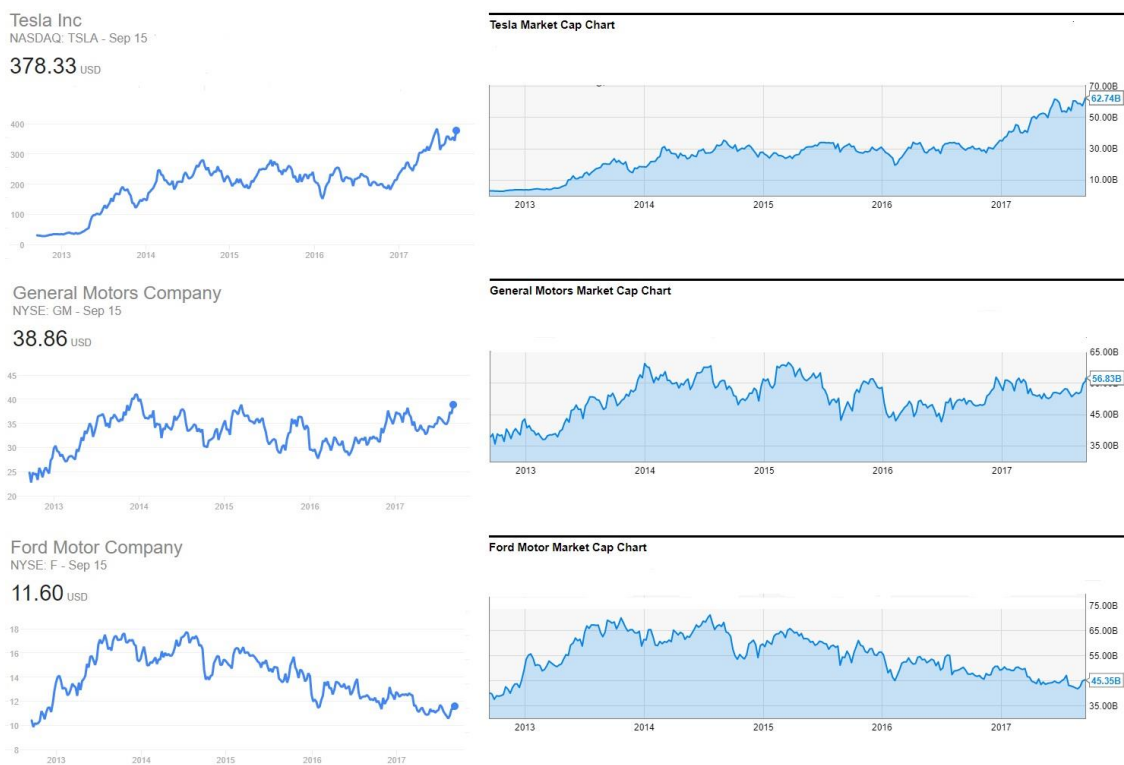 Tesla Inc
NASDAQ: TSLA - Sep 15
378.33 USD
400
300
200
100
0
2013 2014 2015 2016 2017
Tesla Market Cap Chart
70.00B
62.74B
50.00B
30.00B
10.00B
2013 2014 2015 2016 2017
General Motors Company
NYSE: GM - Sep 15
38.86 USD
45
40
35
30
25
20
2013 2014 2015 2016 2017
General Motors Market Cap Chart
65.00B
56.83B
45.00B
35.00B
2013 2014 2015 2016 2017
Ford Motor Company
NYSE: F - Sep 15
11.60 USD
18
16
14
12
10
8
2013 2014 2015 2016 2017
Ford Motor Market Cap Chart
75.00B
65.00B
55.00B
45.35B
35.00B
2013 2014 2015 2016 2017